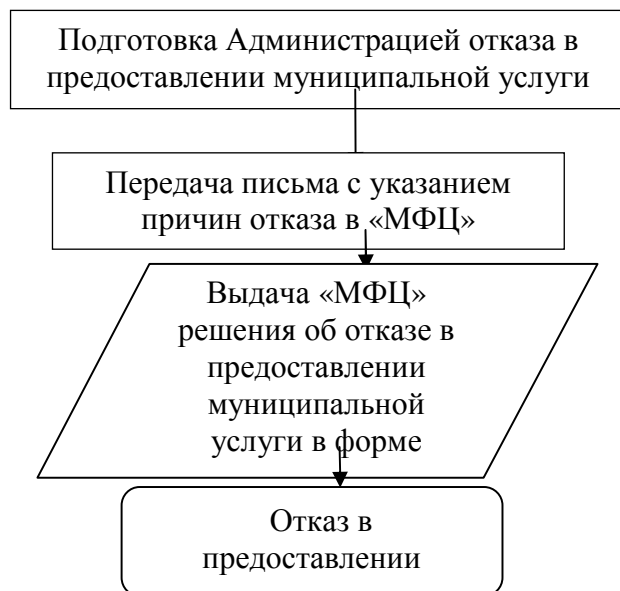 Подготовка Администрацией отказа в
предоставлении муниципальной услуги
Передача письма с указанием
причин отказа в «МФЦ»
Выдача «МФЦ»
решения об отказе в
предоставлении
муниципальной
услуги в форме
Отказ в
предоставлении